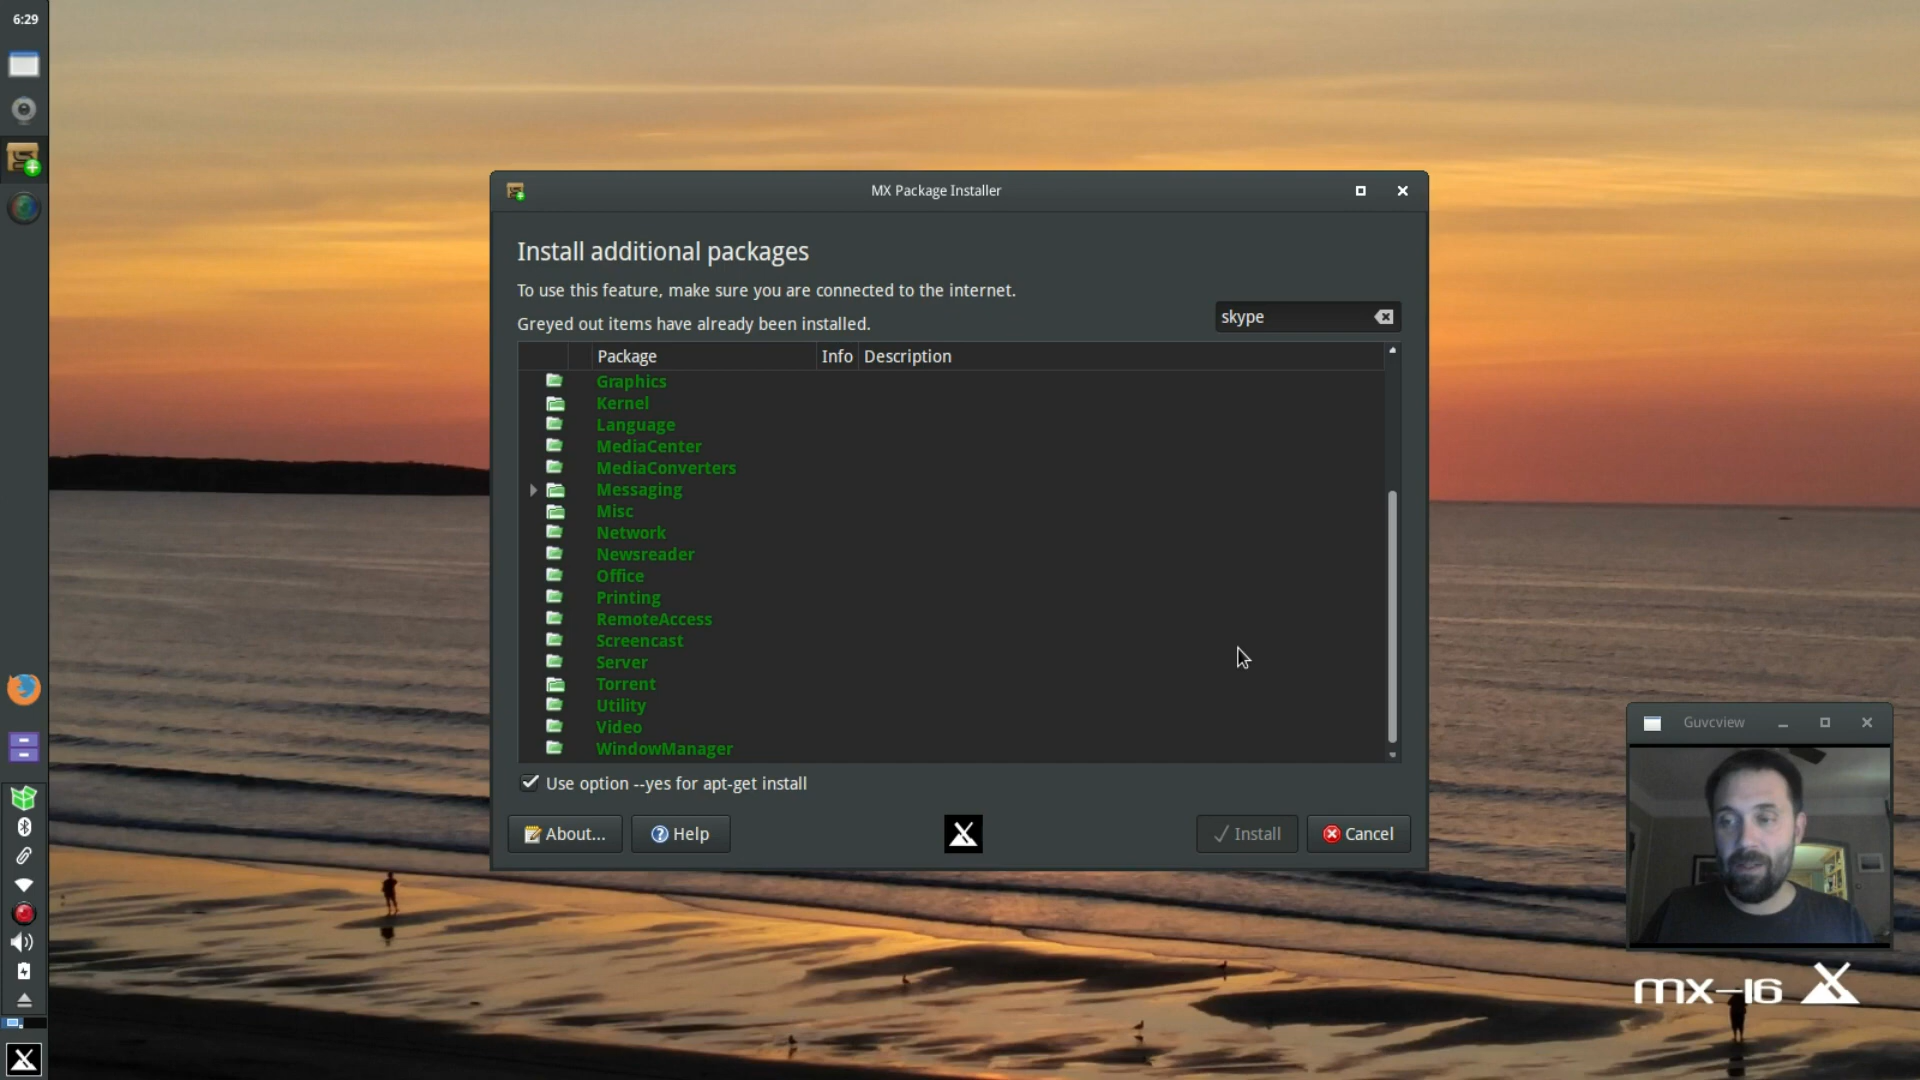 6:29
MX Package Installer
Install additional packages
To use this feature, make sure you are connected to the internet.
Greyed out items have already been installed.
skype
Package Info Description
Graphics
Kernel
Language
MediaCenter
MediaConverters
Messaging
Misc
Network
Newsreader
Office
Printing
RemoteAccess
Screencast
Server
Torrent
Utility
Video
WindowManager
Use option --yes for apt-get install
About... Help Install Cancel
Guvcview
mx-16